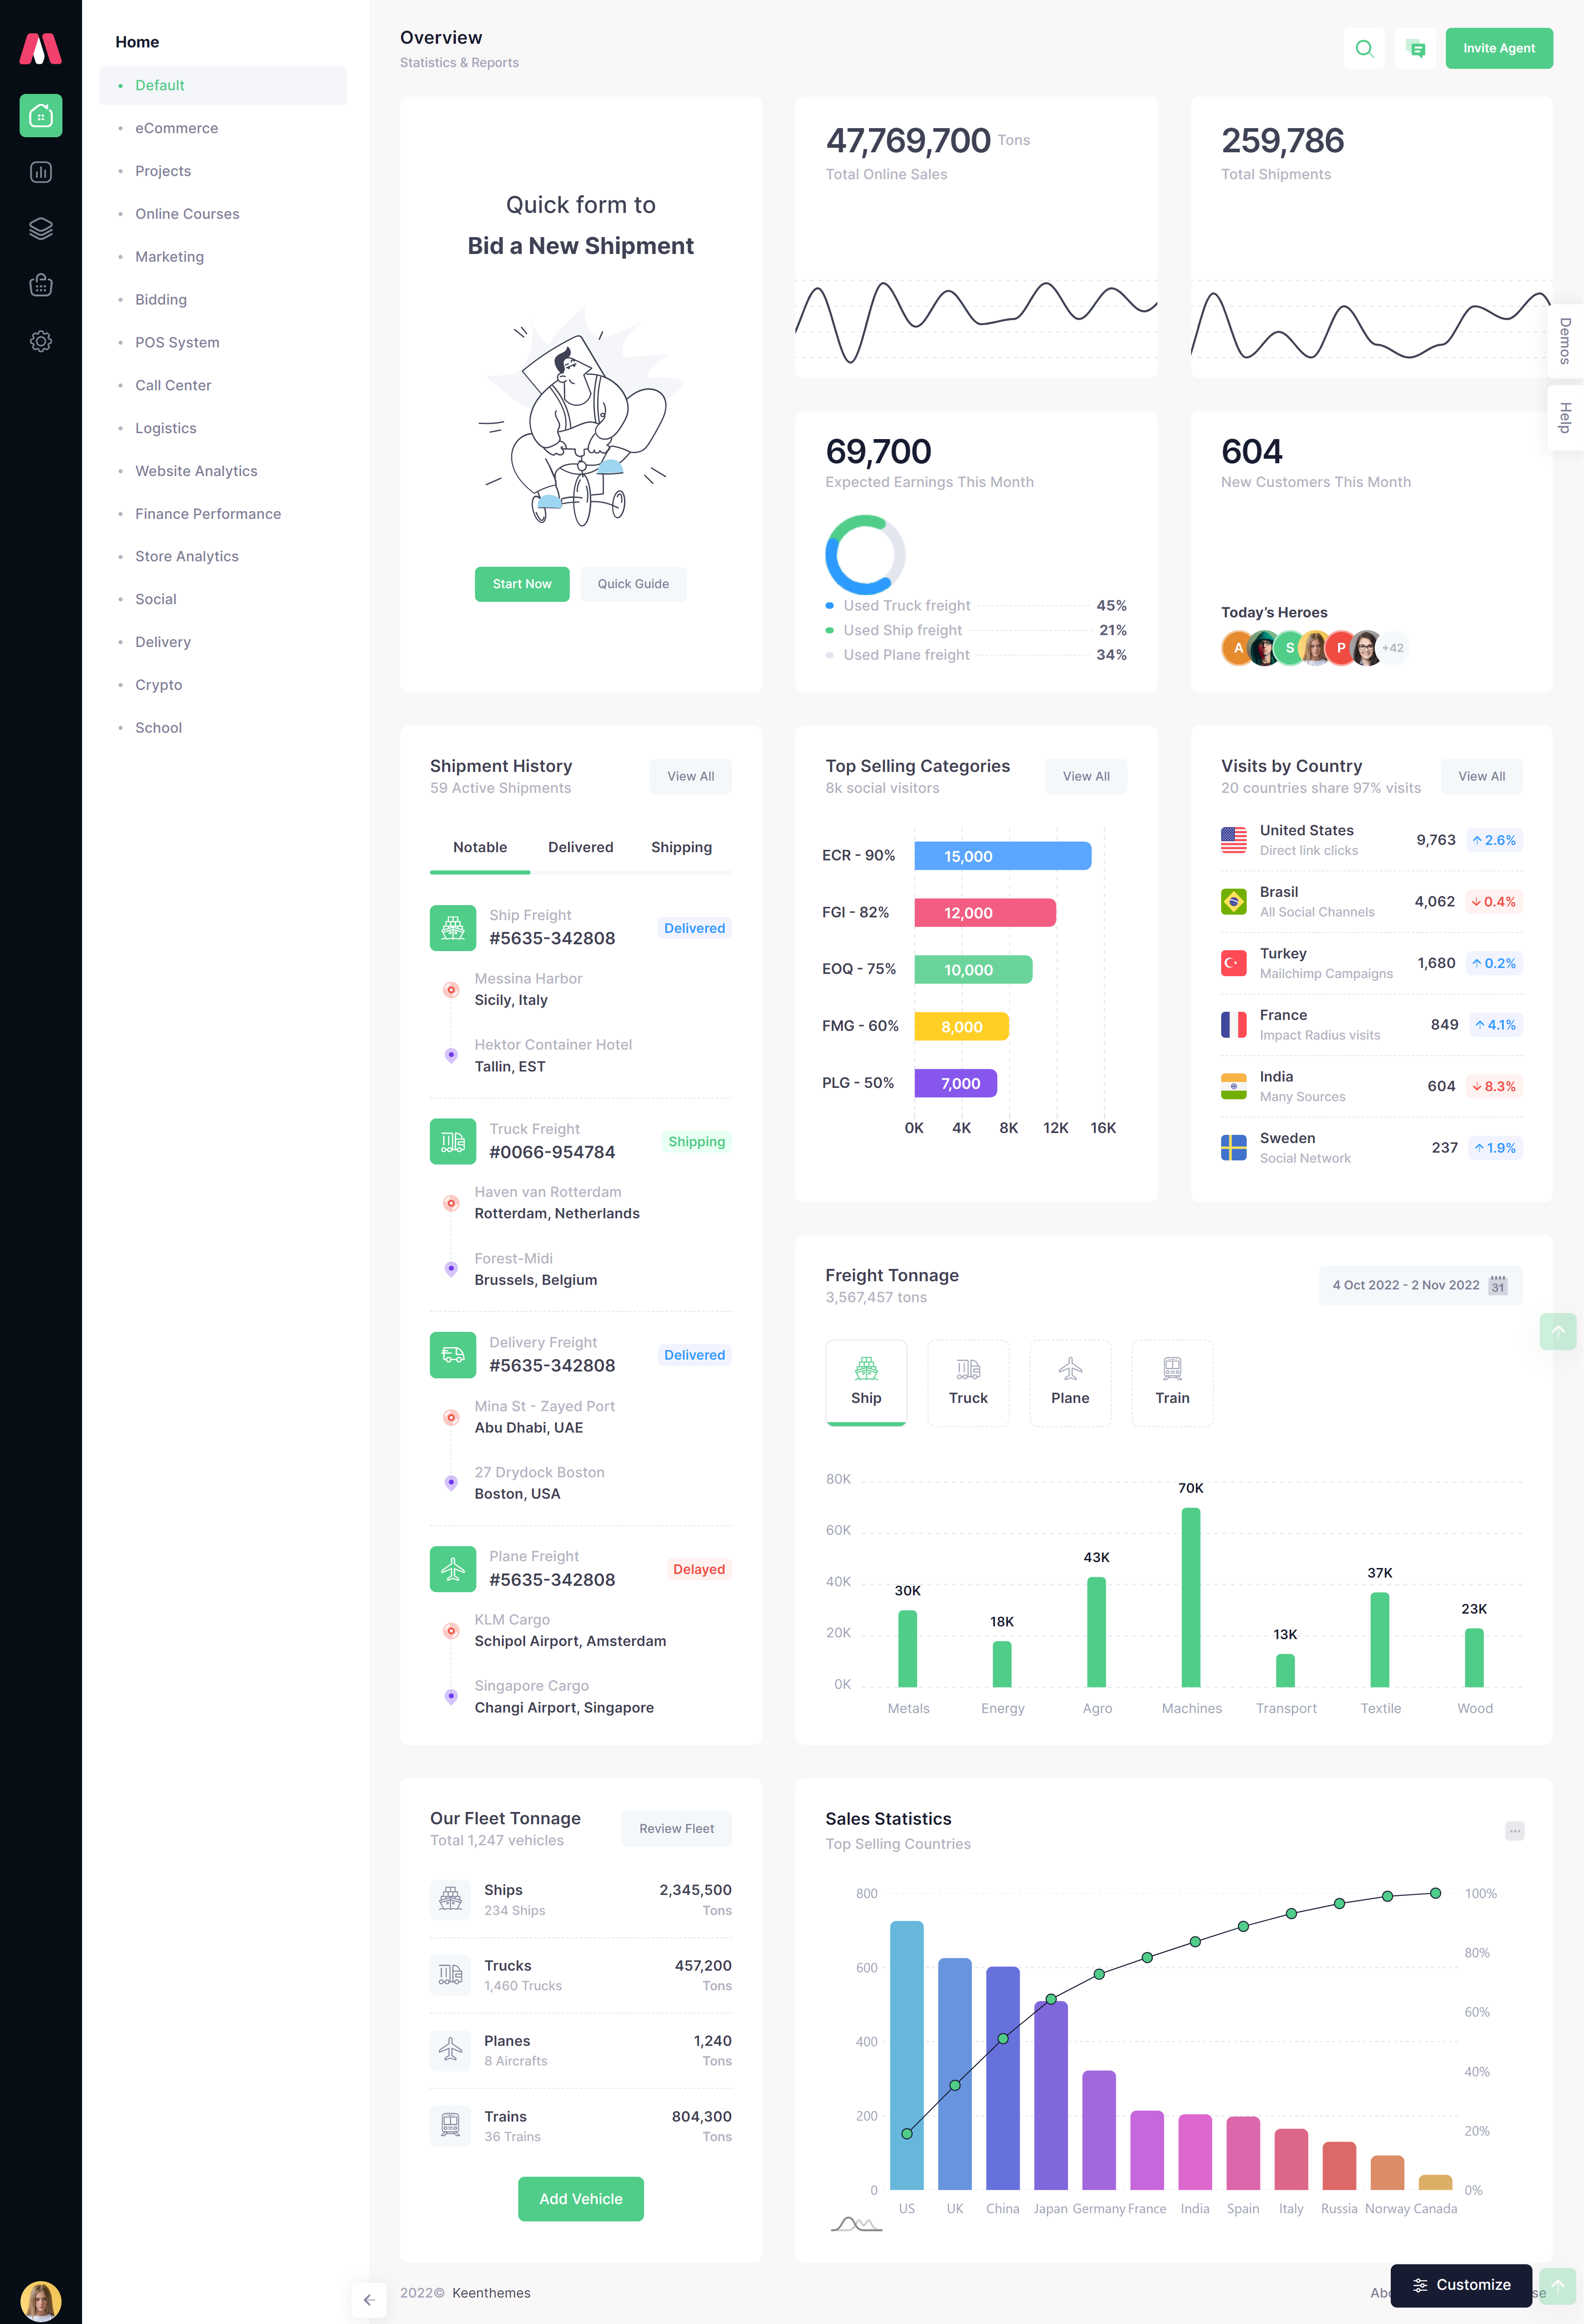 Home
Default
eCommerce
Projects
Online Courses
Marketing
Bidding
POS System
Call Center
Logistics
Website Analytics
Finance Performance
Store Analytics
Social
Delivery
Crypto
School
Overview
Statistics & Reports
Invite Agent
Quick form to
Bid a New Shipment
Start Now
Quick Guide
47,769,700 Tons
Total Online Sales
259,786
Total Shipments
Demos
Help
69,700
Expected Earnings This Month
Used Truck freight 45%
Used Ship freight 21%
Used Plane freight 34%
604
New Customers This Month
Today's Heroes
A S P +42
Shipment History
59 Active Shipments
View All
Notable Delivered Shipping
Ship Freight
#5635-342808
Delivered
Messina Harbor
Sicily, Italy
Hektor Container Hotel
Tallin, EST
Truck Freight
#0066-954784
Shipping
Haven van Rotterdam
Rotterdam, Netherlands
Forest-Midi
Brussels, Belgium
Delivery Freight
#5635-342808
Delivered
Mina St - Zayed Port
Abu Dhabi, UAE
27 Drydock Boston
Boston, USA
Plane Freight
#5635-342808
Delayed
KLM Cargo
Schipol Airport, Amsterdam
Singapore Cargo
Changi Airport, Singapore
Top Selling Categories
8k social visitors
View All
ECR - 90% 15,000
FGI - 82% 12,000
EOQ - 75% 10,000
FMG - 60% 8,000
PLG - 50% 7,000
0K 4K 8K 12K 16K
Visits by Country
20 countries share 97% visits
View All
United States
Direct link clicks
9,763 2.6%
Brasil
All Social Channels
4,062 0.4%
Turkey
Mailchimp Campaigns
1,680 0.2%
France
Impact Radius visits
849 4.1%
India
Many Sources
604 8.3%
Sweden
Social Network
237 1.9%
Freight Tonnage
3,567,457 tons
4 Oct 2022 - 2 Nov 2022 31
Ship Truck Plane Train
80K
60K
40K
20K
0K
30K 18K 43K 70K 13K 37K 23K
Metals Energy Agro Machines Transport Textile Wood
Our Fleet Tonnage
Total 1,247 vehicles
Review Fleet
Ships 2,345,500
234 Ships Tons
Trucks 457,200
1,460 Trucks Tons
Planes 1,240
8 Aircrafts Tons
Trains 804,300
36 Trains Tons
Add Vehicle
Sales Statistics
Top Selling Countries
800 100%
80%
600
60%
400
40%
200
20%
0 0%
US UK China Japan Germany France India Spain Italy Russia Norway Canada
2022© Keenthemes
Customize